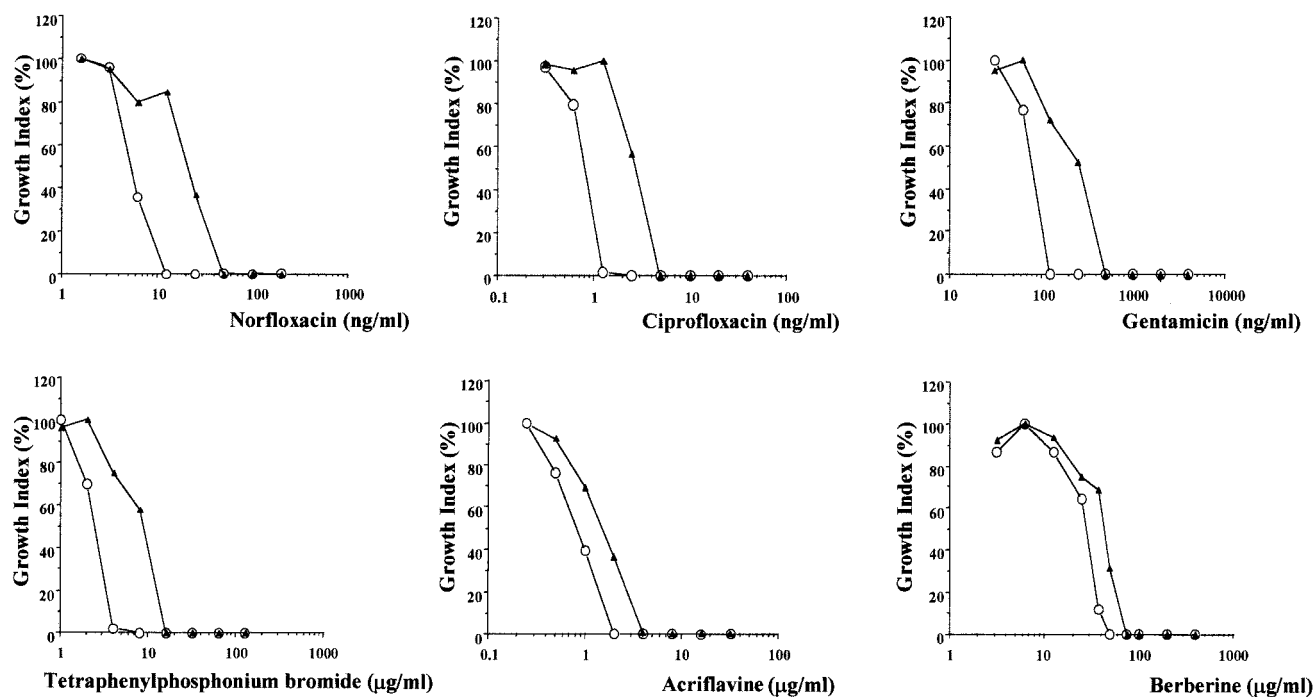 120
100
80
60
40
20
0
Growth Index (%)
1 10 100 1000
Norfloxacin (ng/ml)
120
100
80
60
40
20
0
Growth Index (%)
0.1 1 10 100
Ciprofloxacin (ng/ml)
120
100
80
60
40
20
0
Growth Index (%)
10 100 1000 10000
Gentamicin (ng/ml)
120
100
80
60
40
20
0
Growth Index (%)
1 10 100 1000
Tetraphenylphosphonium bromide (μg/ml)
120
100
80
60
40
20
0
Growth Index (%)
0.1 1 10 100
Acriflavine (μg/ml)
120
100
80
60
40
20
0
Growth Index (%)
1 10 100 1000
Berberine (μg/ml)